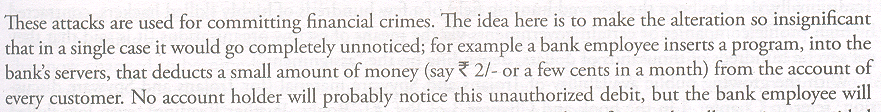 These attacks are used for committing financial crimes. The idea here is to make the alteration so insignificant
that in a single case it would go completely unnoticed; for example a bank employee inserts a program, into the
bank's servers, that deducts a small amount of money (say ₹ 2/- or a few cents in a month) from the account of
every customer. No account holder will probably notice this unauthorized debit, but the bank employee will